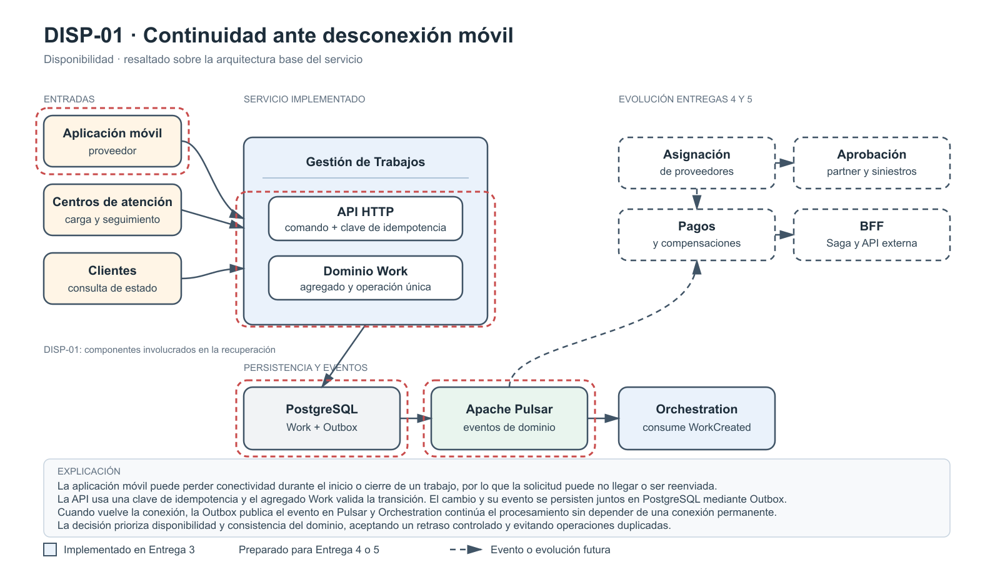 DISP-01 · Continuidad ante desconexión móvil
Disponibilidad · resaltado sobre la arquitectura base del servicio
ENTRADAS
SERVICIO IMPLEMENTADO
EVOLUCIÓN ENTREGAS 4 Y 5
Aplicación móvil
proveedor
Centros de atención
carga y seguimiento
Clientes
consulta de estado
Gestión de Trabajos
API HTTP
comando + clave de idempotencia
Dominio Work
agregado y operación única
Asignación
de proveedores
Aprobación
partner y siniestros
Pagos
y compensaciones
BFF
Saga y API externa
DISP-01: componentes involucrados en la recuperación
PERSISTENCIA Y EVENTOS
PostgreSQL
Work + Outbox
Apache Pulsar
eventos de dominio
Orchestration
consume WorkCreated
EXPLICACIÓN
La aplicación móvil puede perder conectividad durante el inicio o cierre de un trabajo, por lo que la solicitud puede no llegar o ser reenviada.
La API usa una clave de idempotencia y el agregado Work valida la transición. El cambio y su evento se persisten juntos en PostgreSQL mediante Outbox.
Cuando vuelve la conexión, la Outbox publica el evento en Pulsar y Orchestration continúa el procesamiento sin depender de una conexión permanente.
La decisión prioriza disponibilidad y consistencia del dominio, aceptando un retraso controlado y evitando operaciones duplicadas.
Implementado en Entrega 3
Preparado para Entrega 4 o 5
Evento o evolución futura